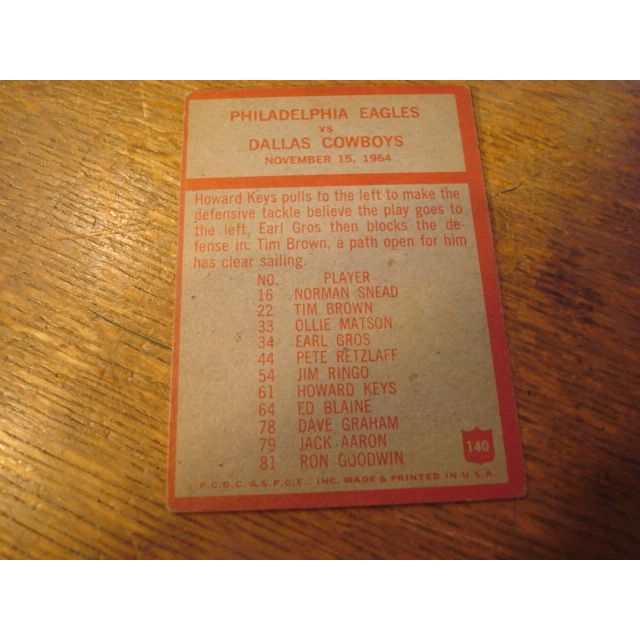 PHILADELPHIA EAGLES
VS
DALLAS COWBOYS
NOVEMBER 15, 1964
Howard Keys pulls to the left to make the
defensive tackle believe the play goes to
the left, Earl Gros then blocks the de-
fense in. Tim Brown, a path open for him
has clear sailing.
NO. PLAYER
16 NORMAN SNEAD
22 TIM BROWN
33 OLLIE MATSON
34 EARL GROS
44 PETE RETZLAFF
54 JIM RINGO
61 HOWARD KEYS
64 ED BLAINE
78 DAVE GRAHAM
79 JACK AARON
81 RON GOODWIN
140
P.C.G.C. & S.P.C.E., INC. MADE & PRINTED IN U.S.A.